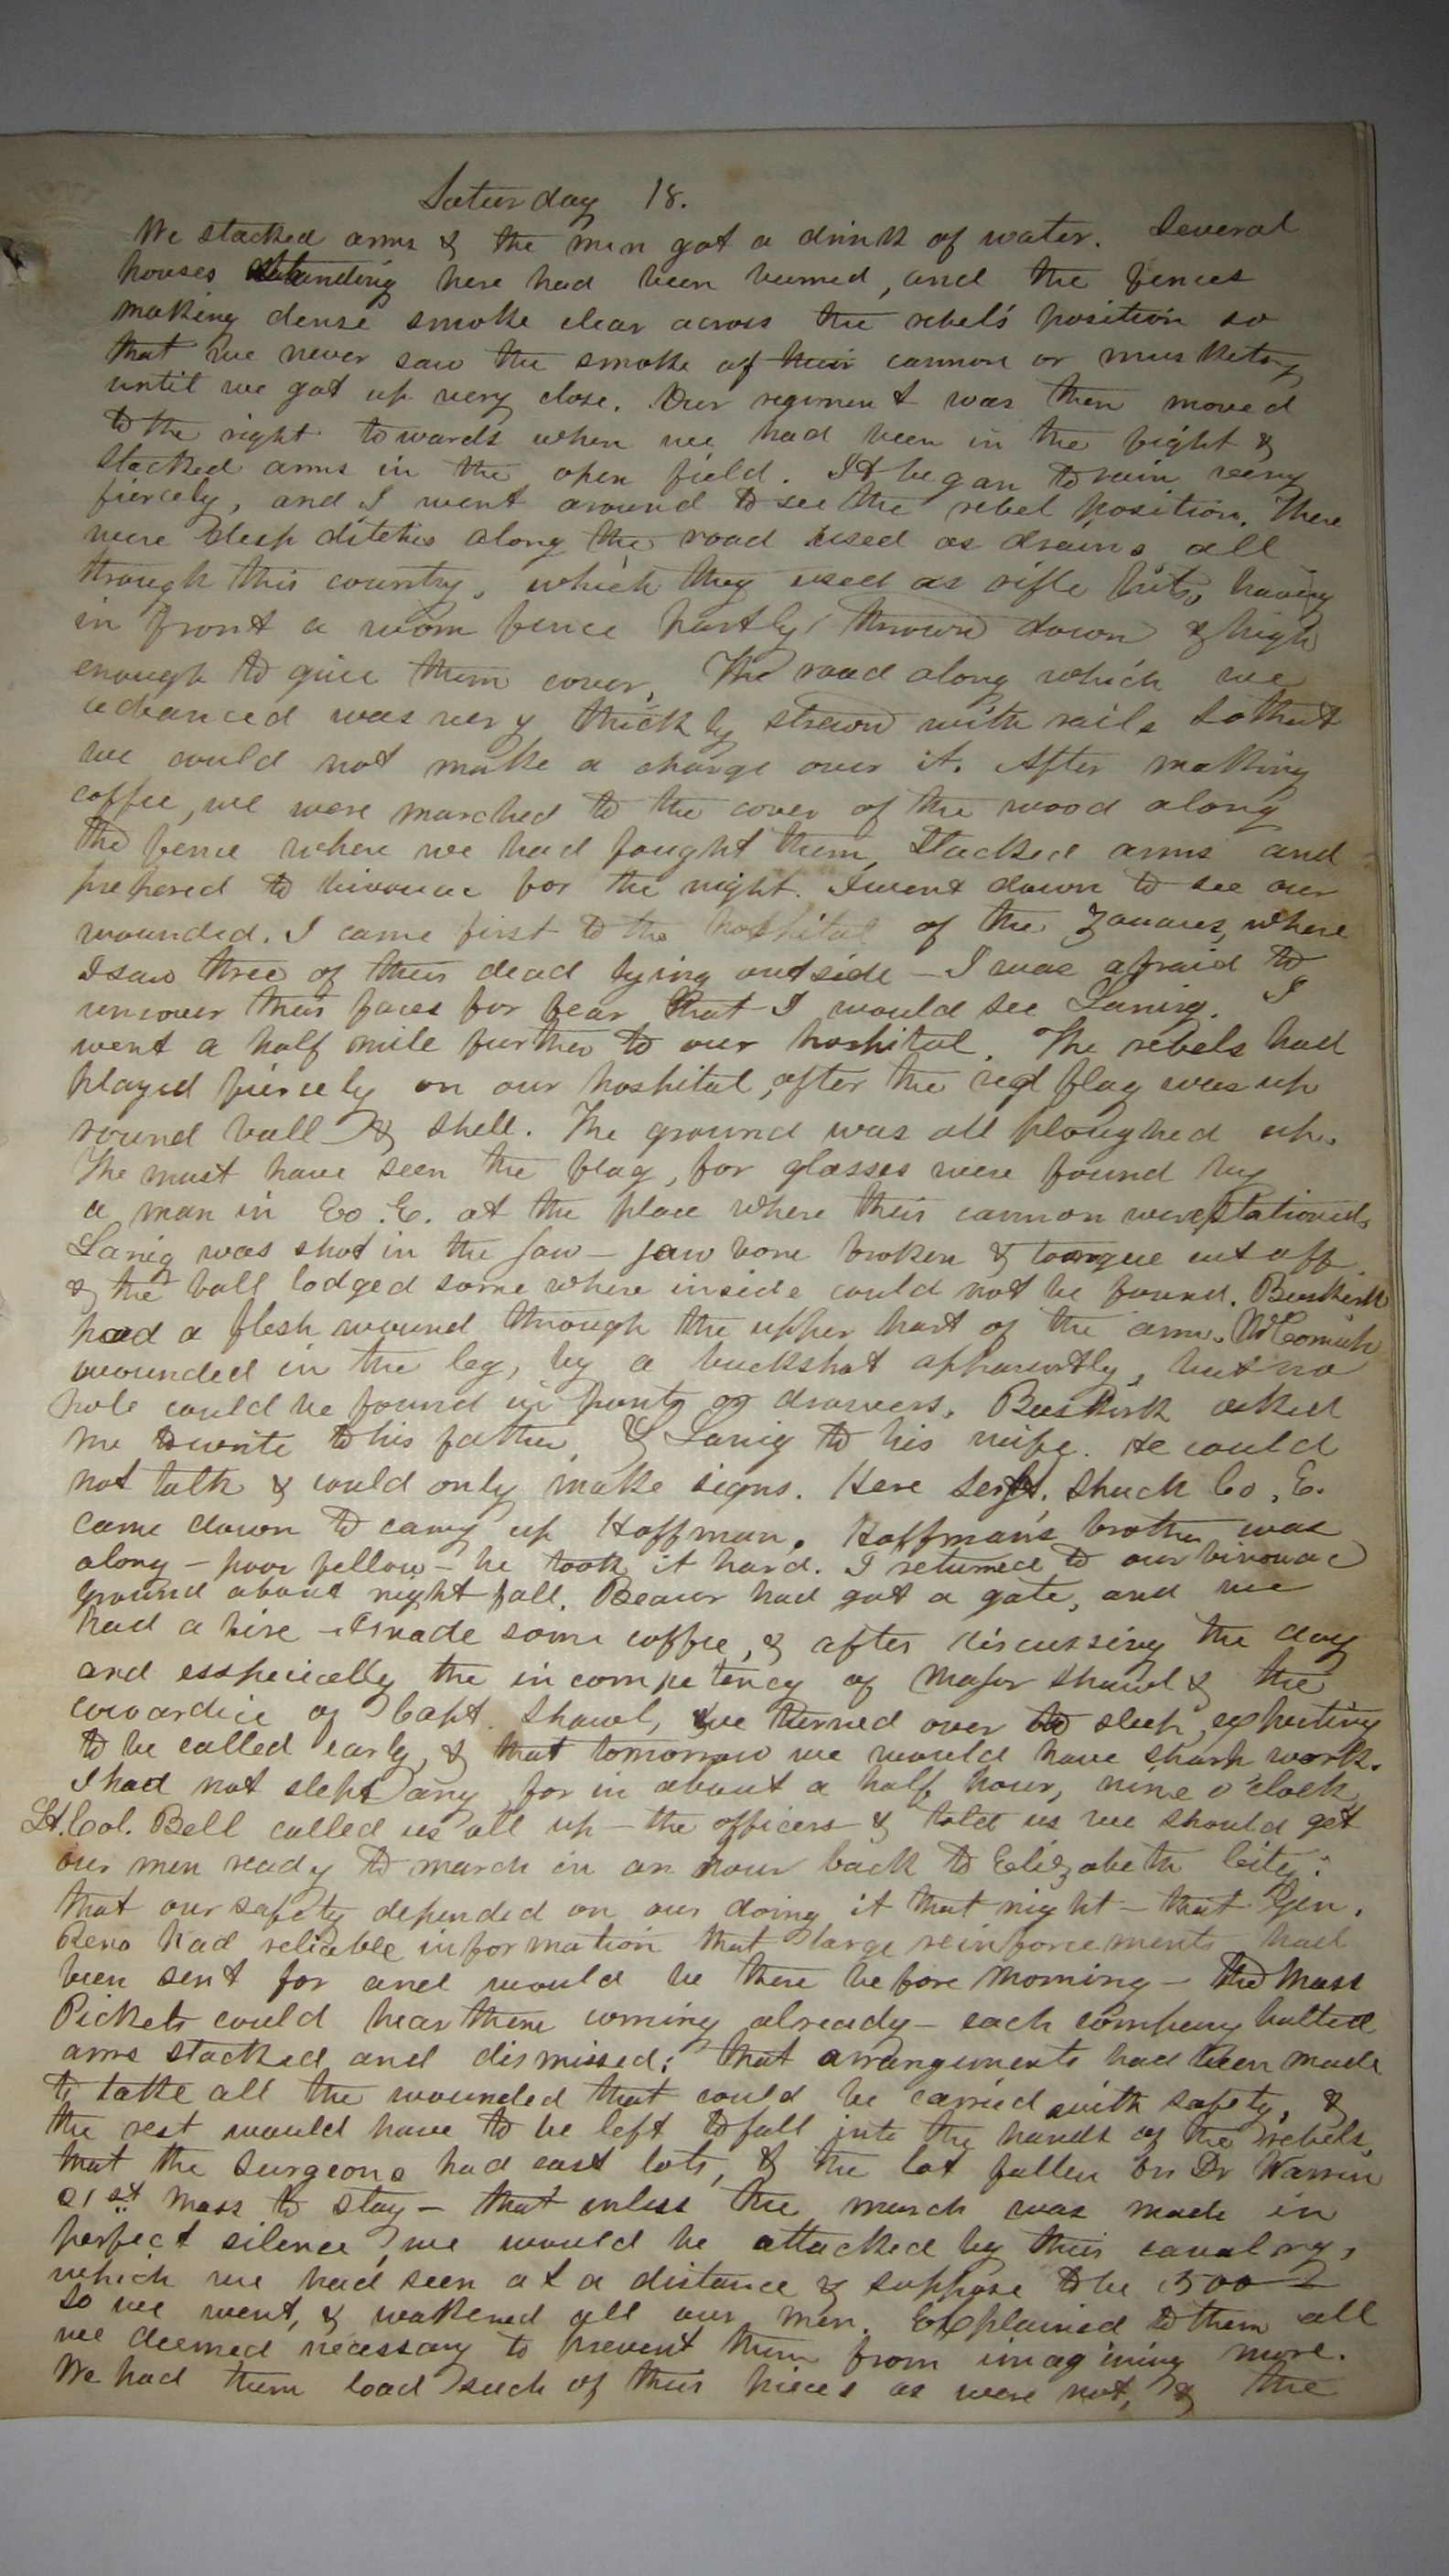 Saturday 18.
We stacked arms & the men got a drink of water. Several
houses standing here had been burned, and the fences
making dense smoke clear across the rebel's position so
that we never saw the smoke of their cannon or musketry
until we got up very close. Our regiment was then moved
to the right towards when we had been in the fight &
stacked arms in the open field. It began to rain very
fiercely, and I went around to see the rebel position. There
were deep ditches along the road used as drains all
through this country, which they used as rifle pits, having
in front a worm fence partly thrown down & high
enough to give them cover. The road along which we
advanced was very thickly strewn with rails so that
we could not make a charge over it. After making
coffee, we were marched to the cover of the wood along
the fence where we had fought them, Stacked arms and
prepared to bivouac for the night. I went down to see our
wounded. I came first to the hospital of the Zouaves, where
I saw three of their dead lying outside - I was afraid to
uncover their faces for fear that I would see Lanig. I
went a half mile further to our hospital. The rebels had
played fiercely on our hospital, after the red flag was up
round ball & shell. The ground was all ploughed up.
The must have seen the flag, for glasses were found by
a man in Co. E. at the place where their cannon were stationed.
Lanig was shot in the jaw - jaw bone broken & tongue cut off
& the ball lodged some where inside could not be found. Buskirk
had a flesh wound through the upper part of the arm. McComick
wounded in the leg, by a buckshot apparently, but no
hole could be found in pants or drawers. Buskirk asked
me to write to his father, & Lanig to his wife. He could
not talk & could only make signs. Here Sergt. Shuck Co. E.
came down to carry up Hoffman. Hoffman's brother was
along - poor fellow - he took it hard. I returned to our bivouac
ground about night fall. Beaver had got a gate, and we
had a fire - I made some coffee, & after discussing the day
and esspecically the incompetency of Major Shawl & the
cowardice of Capt. Shawl, we turned over to sleep, expecting
to be called early, & that tomorrow we would have sharp work.
I had not slept any for in about a half hour, nine o'clock
Lt. Col. Bell called us all up - the officers - & told us we should get
our men ready to march in an hour back to Elizabeth City:
that our safety depended on our doing it that night - that Gen.
Reno had reliable information that large reinforcements had
been sent for and would be there before morning - the Mass
Pickets could hear them coming already - each company halted
arms stacked and dismissed; that arrangements had been made
to take all the wounded that could be carried with safety, &
the rest would have to be left to fall into the hands of the rebels,
that the surgeons had cast lots, & the lot fallen on Dr Warrin
21st Mass to stay - that unless the march was made in
perfect silence, we would be attacked by their cavalry,
which we had seen at a distance & suppose to be 1500
So we went, & wakened all our men. Explained to them all
we deemed necessary to prevent them from imagining more.
We had them load such of their pieces as were not, & the